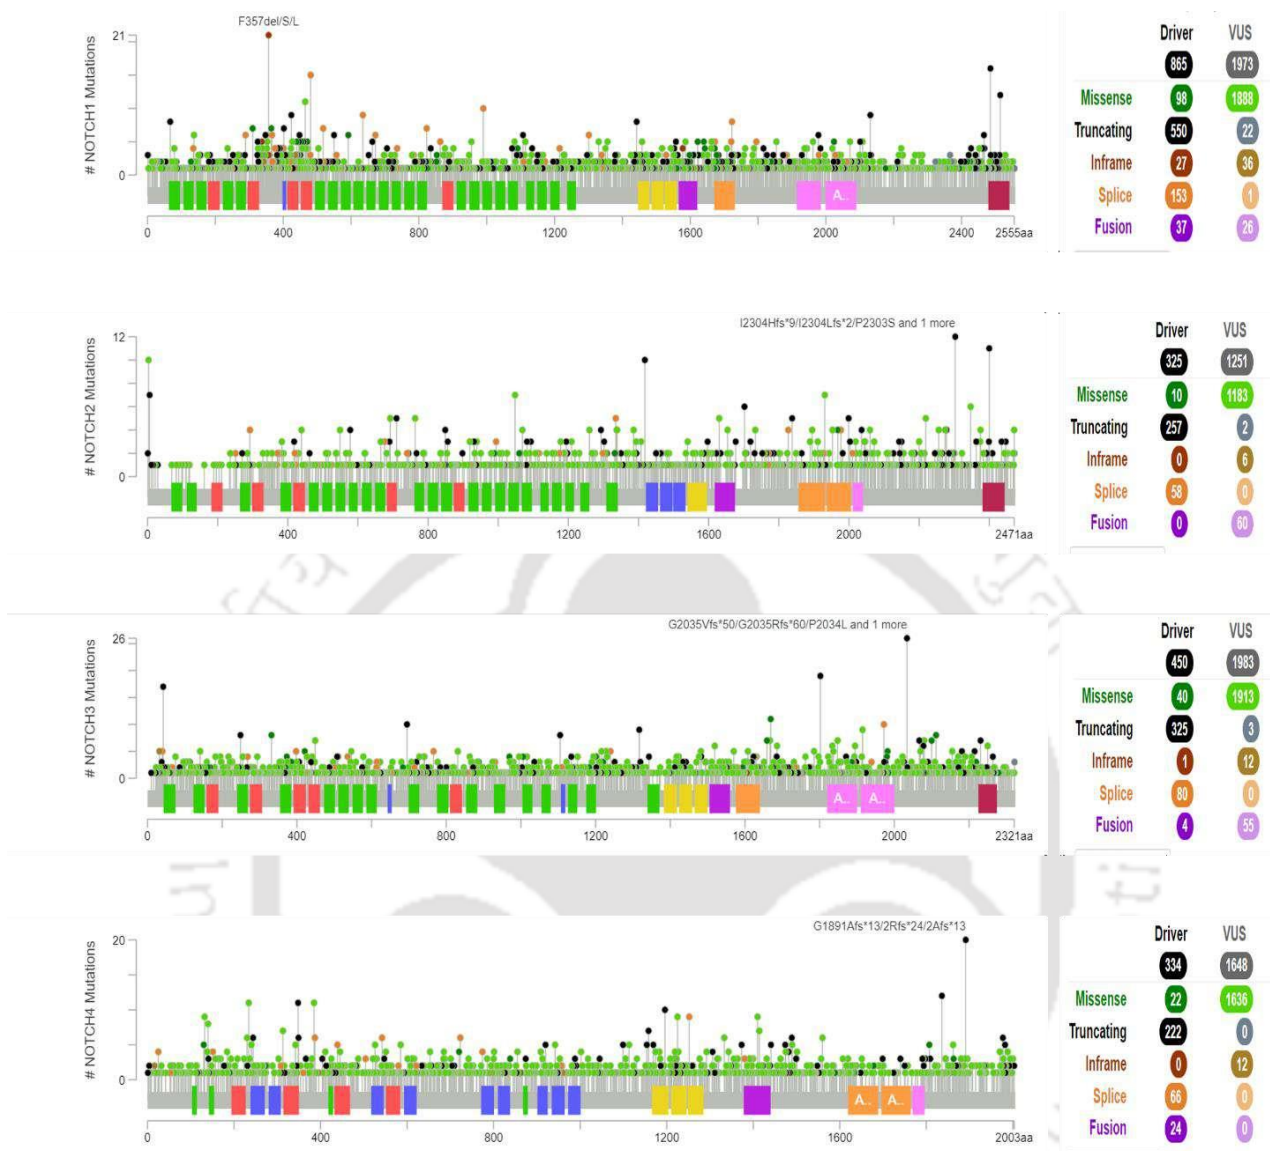 F357del/S/L
21
0
# NOTCH1 Mutations
A..
0 400 800 1200 1600 2000 2400 2555aa
Driver VUS
865 1973
Missense 98 1888
Truncating 550 22
Inframe 27 36
Splice 153 1
Fusion 37 26
I2304Hfs*9/I2304Lfs*2/P2303S and 1 more
12
0
# NOTCH2 Mutations
0 400 800 1200 1600 2000 2471aa
Driver VUS
325 1251
Missense 10 1183
Truncating 257 2
Inframe 0 6
Splice 58 0
Fusion 0 60
G2035Vfs*50/G2035Rfs*60/P2034L and 1 more
26
0
# NOTCH3 Mutations
A.. A..
0 400 800 1200 1600 2000 2321aa
Driver VUS
450 1983
Missense 40 1913
Truncating 325 3
Inframe 1 12
Splice 80 0
Fusion 4 55
G1891Afs*13/2Rfs*24/2Afs*13
20
0
# NOTCH4 Mutations
A.. A..
0 400 800 1200 1600 2003aa
Driver VUS
334 1648
Missense 22 1636
Truncating 222 0
Inframe 0 12
Splice 66 0
Fusion 24 0